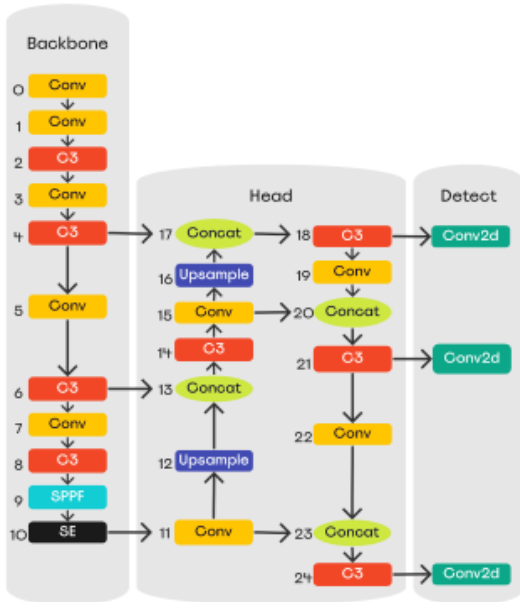 Backbone
0 Conv
1 Conv
2 C3
3 Conv
4 C3
5 Conv
6 C3
7 Conv
8 C3
9 SPPF
10 SE
Head
17 Concat
16 Upsample
15 Conv
14 C3
13 Concat
12 Upsample
11 Conv
18 C3
19 Conv
20 Concat
21 C3
22 Conv
23 Concat
24 C3
Detect
Conv2d
Conv2d
Conv2d